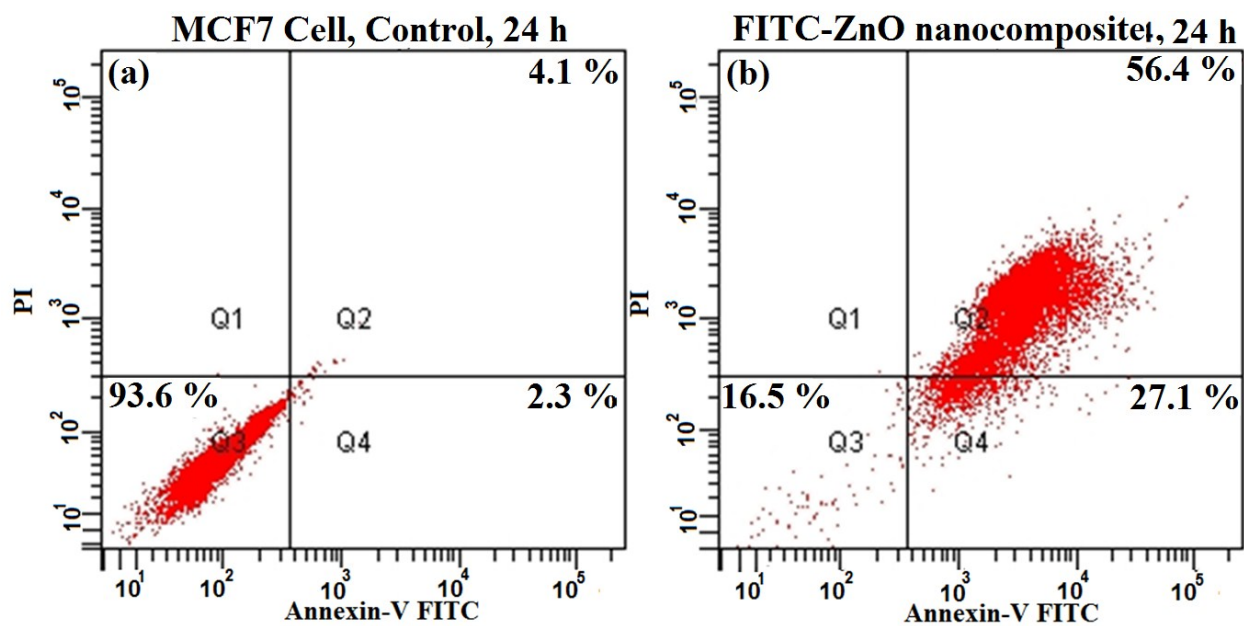 MCF7 Cell, Control, 24 h
(a)
4.1 %
10⁵
10⁴
PI
10³
Q1
Q2
93.6 %
2.3 %
10²
Q3
Q4
10¹
10¹ 10² 10³ 10⁴ 10⁵
Annexin-V FITC
FITC-ZnO nanocomposite, 24 h
(b)
56.4 %
10⁵
10⁴
PI
10³
Q1
Q2
16.5 %
27.1 %
10²
Q3
Q4
10¹
10¹ 10² 10³ 10⁴ 10⁵
Annexin-V FITC